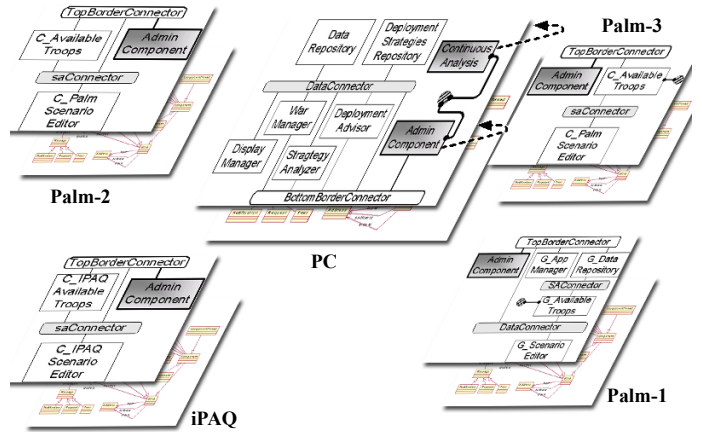 TopBorderConnector
C_Available
Troops
Admin
Component
saConnector
C_Palm
Scenario
Editor
Palm-2
Data
Repository
Deployment
Strategies
Repository
Continuous
Analysis
DataConnector
War
Manager
Deployment
Advisor
Admin
Component
Display
Manager
Stragtegy
Analyzer
BottomBorderConnector
PC
Palm-3
TopBorderConnector
Admin
Component
C_Available
Troops
saConnector
C_Palm
Scenario
Editor
TopBorderConnector
C_IPAQ
Available
Troops
Admin
Component
saConnector
C_IPAQ
Scenario
Editor
iPAQ
TopBorderConnector
Admin
Component
G_App
Manager
G_Data
Repository
SAConnector
G_Available
Troops
DataConnector
G_Scenario
Editor
Palm-1